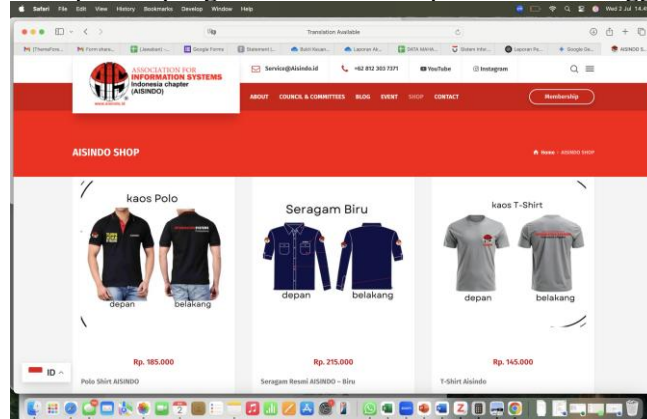 Safari File Edit View History Bookmarks Develop Window Help
Wed 2 Jul 14.4
Translation Available
Google Forms
ASSOCIATION FOR
INFORMATION SYSTEMS
Indonesia chapter
(AISINDO)
Service@Aisindo.id
+62 812 303 7371
YouTube
Instagram
ABOUT COUNCIL & COMMITTEES BLOG EVENT SHOP CONTACT
Membership
AISINDO SHOP
Home
AISINDO SHOP
kaos Polo
depan belakang
Seragam Biru
depan belakang
kaos T-Shirt
depan belakang
Rp. 185.000
Rp. 215.000
Rp. 145.000
Polo Shirt AISINDO
Seragam Resmi AISINDO – Biru
T-Shirt Aisindo
ID